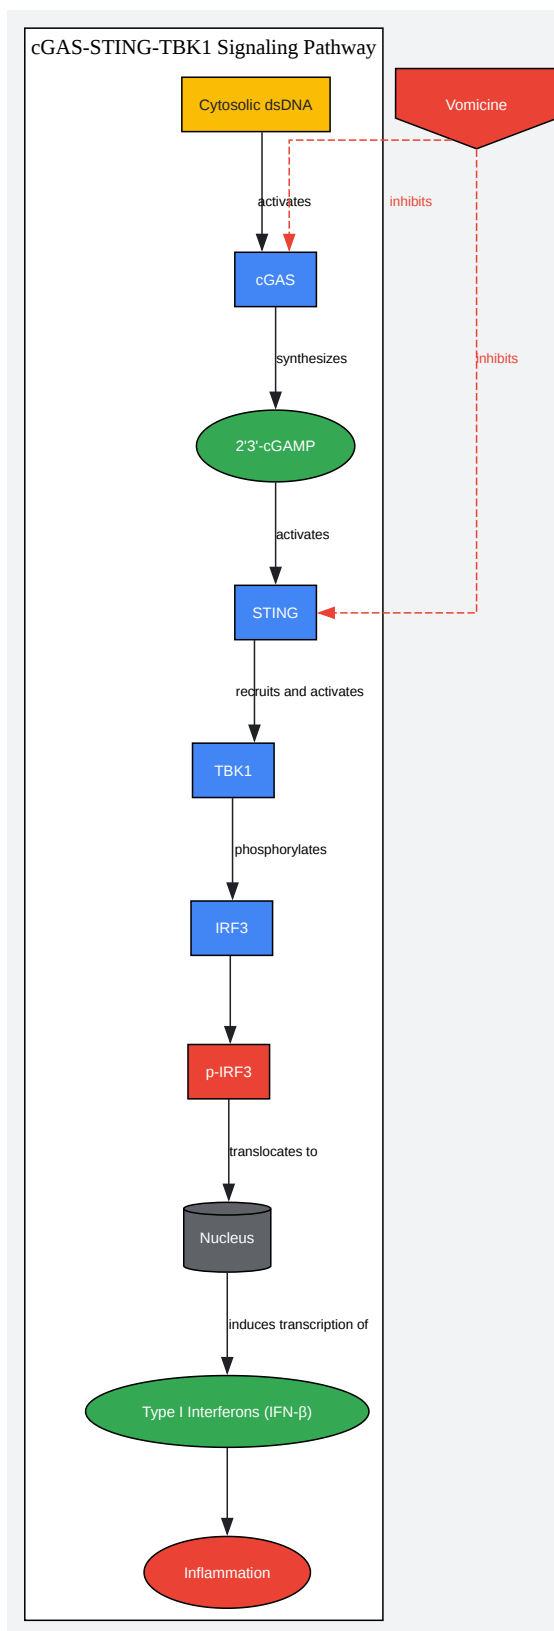 cGAS-STING-TBK1 Signaling Pathway
Cytosolic dsDNA
Vomicine
activates
inhibits
cGAS
synthesizes
inhibits
2'3'-cGAMP
activates
STING
recruits and activates
TBK1
phosphorylates
IRF3
p-IRF3
translocates to
Nucleus
induces transcription of
Type I Interferons (IFN-β)
Inflammation